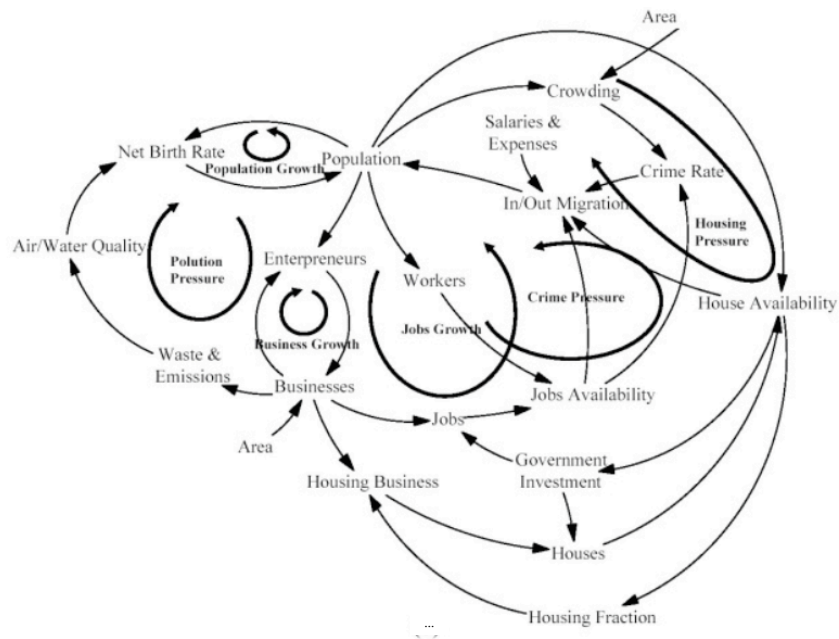 Area
Crowding
Salaries &
Expenses
Net Birth Rate
Population Growth
Population
Crime Rate
In/Out Migration
Housing
Pressure
Air/Water Quality
Polution
Pressure
Enterpreneurs
Workers
Crime Pressure
House Availability
Business Growth
Jobs Growth
Waste &
Emissions
Businesses
Jobs Availability
Area
Jobs
Housing Business
Government
Investment
Houses
Housing Fraction
...